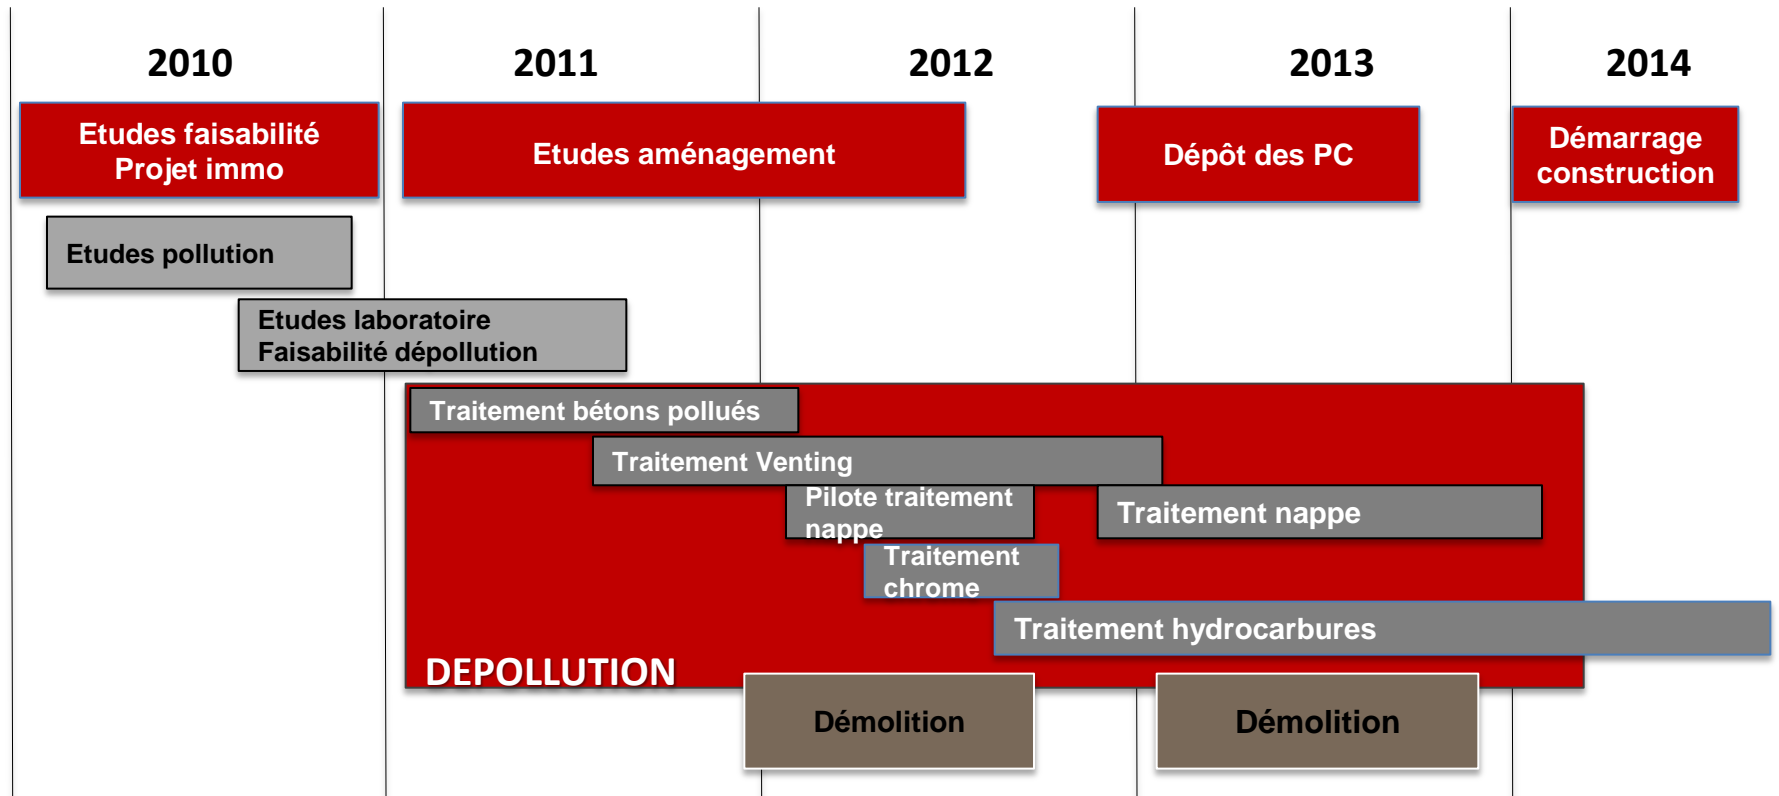 2010
2011
2012
2013
2014
Etudes faisabilité
Projet immo
Etudes aménagement
Dépôt des PC
Démarrage
construction
Etudes pollution
Etudes laboratoire
Faisabilité dépollution
Traitement bétons pollués
Traitement Venting
Pilote traitement
nappe
Traitement nappe
Traitement
chrome
Traitement hydrocarbures
DEPOLLUTION
Démolition
Démolition